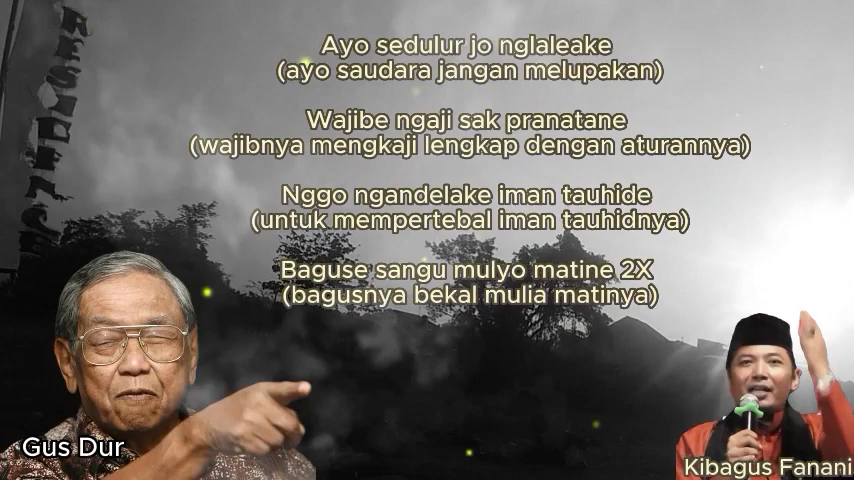 RESIDENCE
Ayo sedulur jo nglaleake
(ayo saudara jangan melupakan)
Wajibe ngaji sak pranatane
(wajibnya mengkaji lengkap dengan aturannya)
Nggo ngandelake iman tauhide
(untuk mempertebal iman tauhidnya)
Baguse sangu mulyo matine 2X
(bagusnya bekal mulia matinya)
Gus Dur
Kibagus Fanani